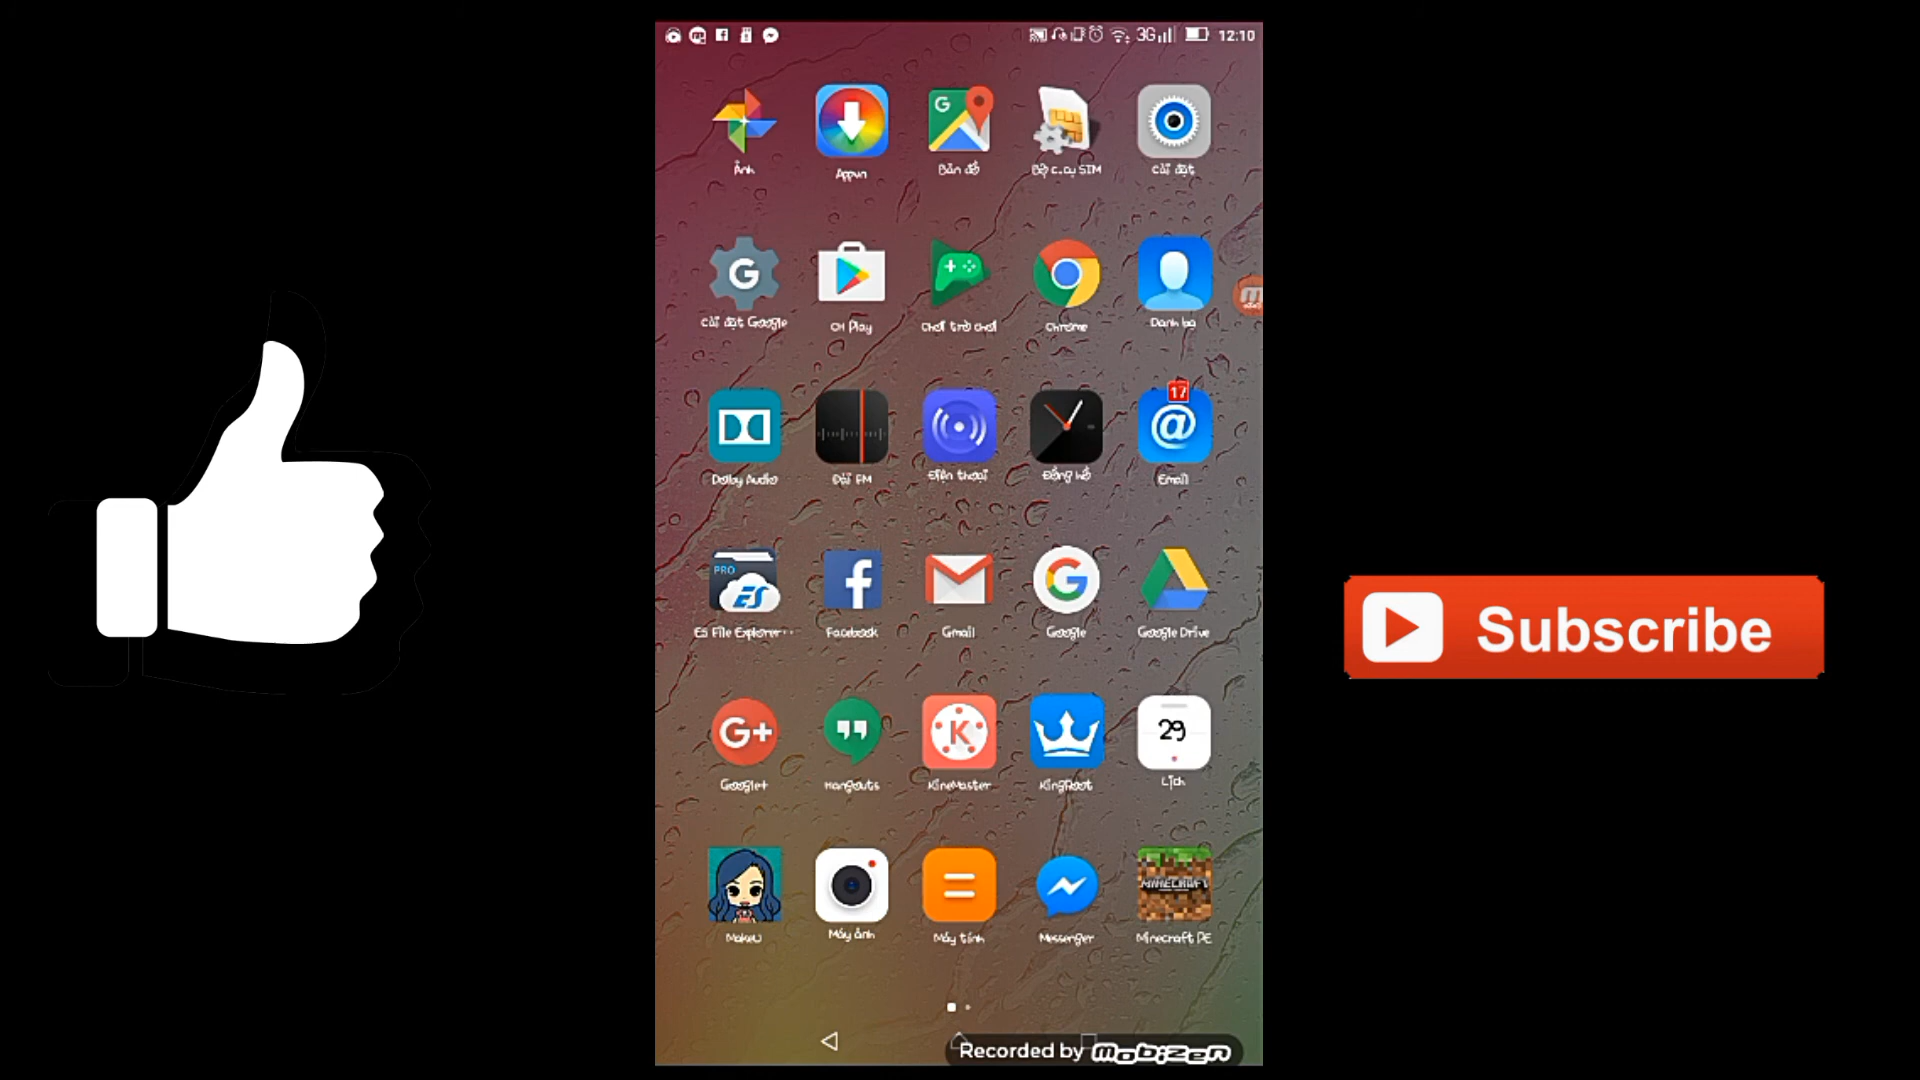 3G 12:10
Ảnh
Appvn
G
Bản đồ
Bộ c.cụ SIM
Cài đặt
G
Cài đặt Google
CH Play
Chơi trò chơi
Chrome
Danh bạ
Dolby Audio
Đài FM
Điện thoại
Đồng hồ
17
@
Email
PRO
ES
ES File Explorer··
f
Facebook
Gmail
G
Google
Google Drive
G+
Google+
Hangouts
K
KineMaster
KingRoot
29
Lịch
MakeU
Máy ảnh
Máy tính
Messenger
MINECRAFT
Minecraft PE
Subscribe
Recorded by mobizen